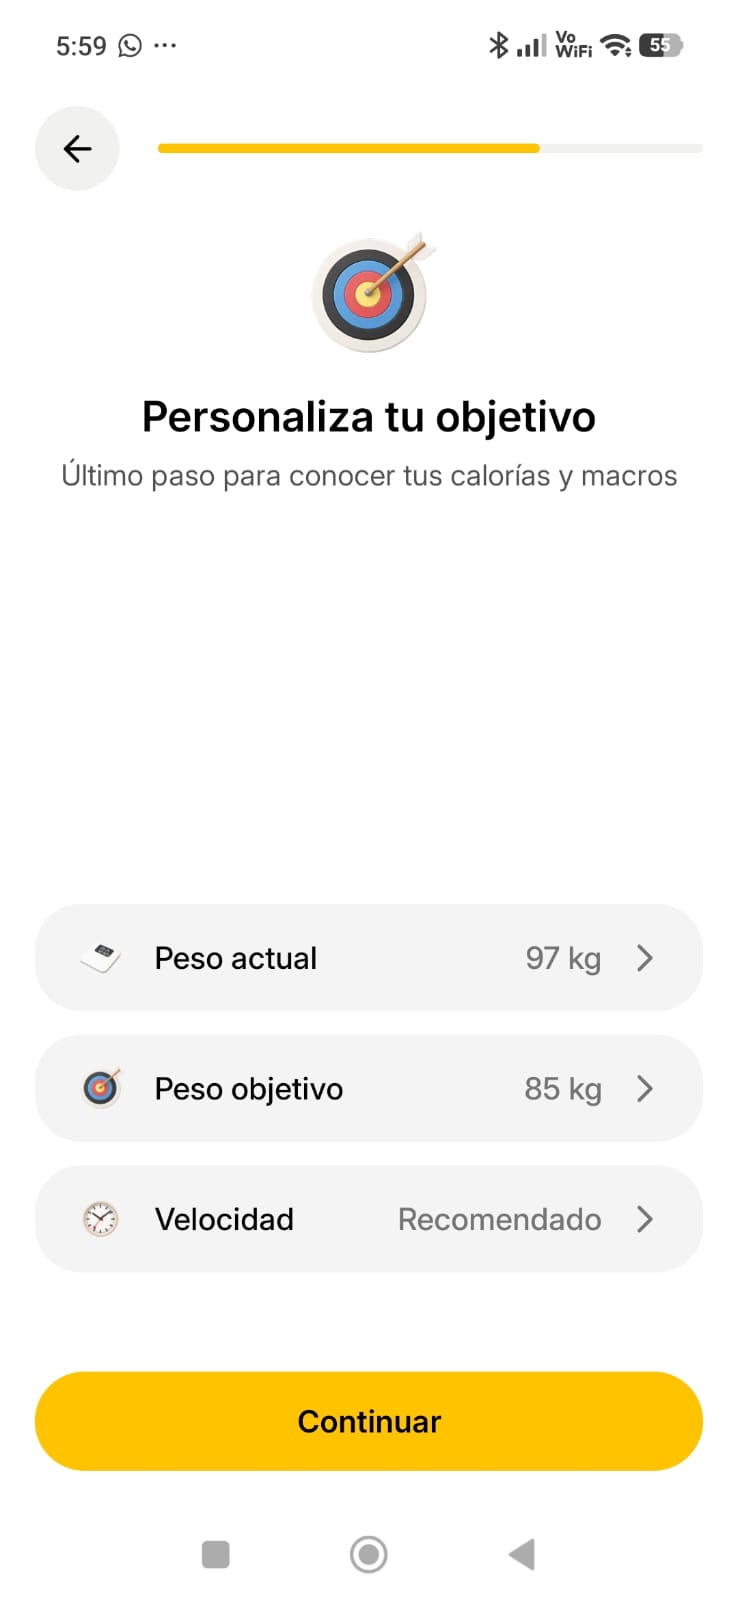 5:59
Vo
WiFi
55
Personaliza tu objetivo
Último paso para conocer tus calorías y macros
Peso actual 97 kg
Peso objetivo 85 kg
Velocidad Recomendado
Continuar